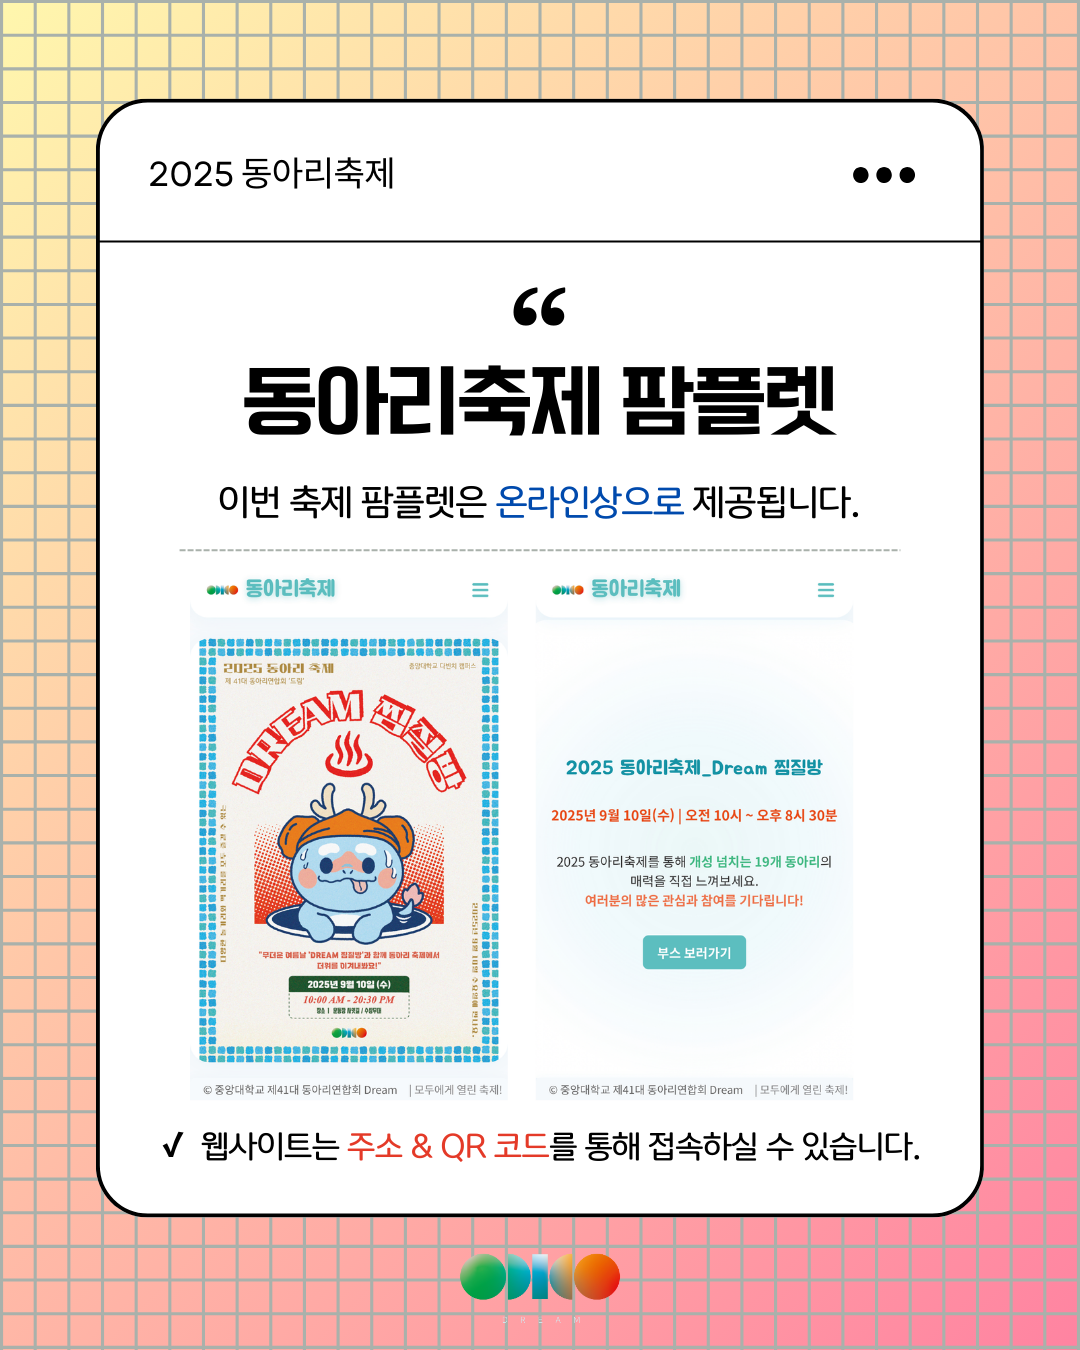 2025 동아리축제
“
동아리축제 팜플렛
이번 축제 팜플렛은 온라인상으로 제공됩니다.
동아리축제
2025 동아리 축제
중앙대학교 다빈치 캠퍼스
제 41대 동아리연합회 '드림'
DREAM 찜질방
"무더운 여름날 'DREAM 찜질방'과 함께 동아리 축제에서
더위를 이겨내봐요!"
2025년 9월 10일 (수)
10:00 AM - 20:30 PM
© 중앙대학교 제41대 동아리연합회 Dream | 모두에게 열린 축제!
동아리축제
2025 동아리축제_Dream 찜질방
2025년 9월 10일(수) | 오전 10시 ~ 오후 8시 30분
2025 동아리축제를 통해 개성 넘치는 19개 동아리의
매력을 직접 느껴보세요.
여러분의 많은 관심과 참여를 기다립니다!
부스 보러가기
© 중앙대학교 제41대 동아리연합회 Dream | 모두에게 열린 축제!
✓ 웹사이트는 주소 & QR 코드를 통해 접속하실 수 있습니다.
DREAM